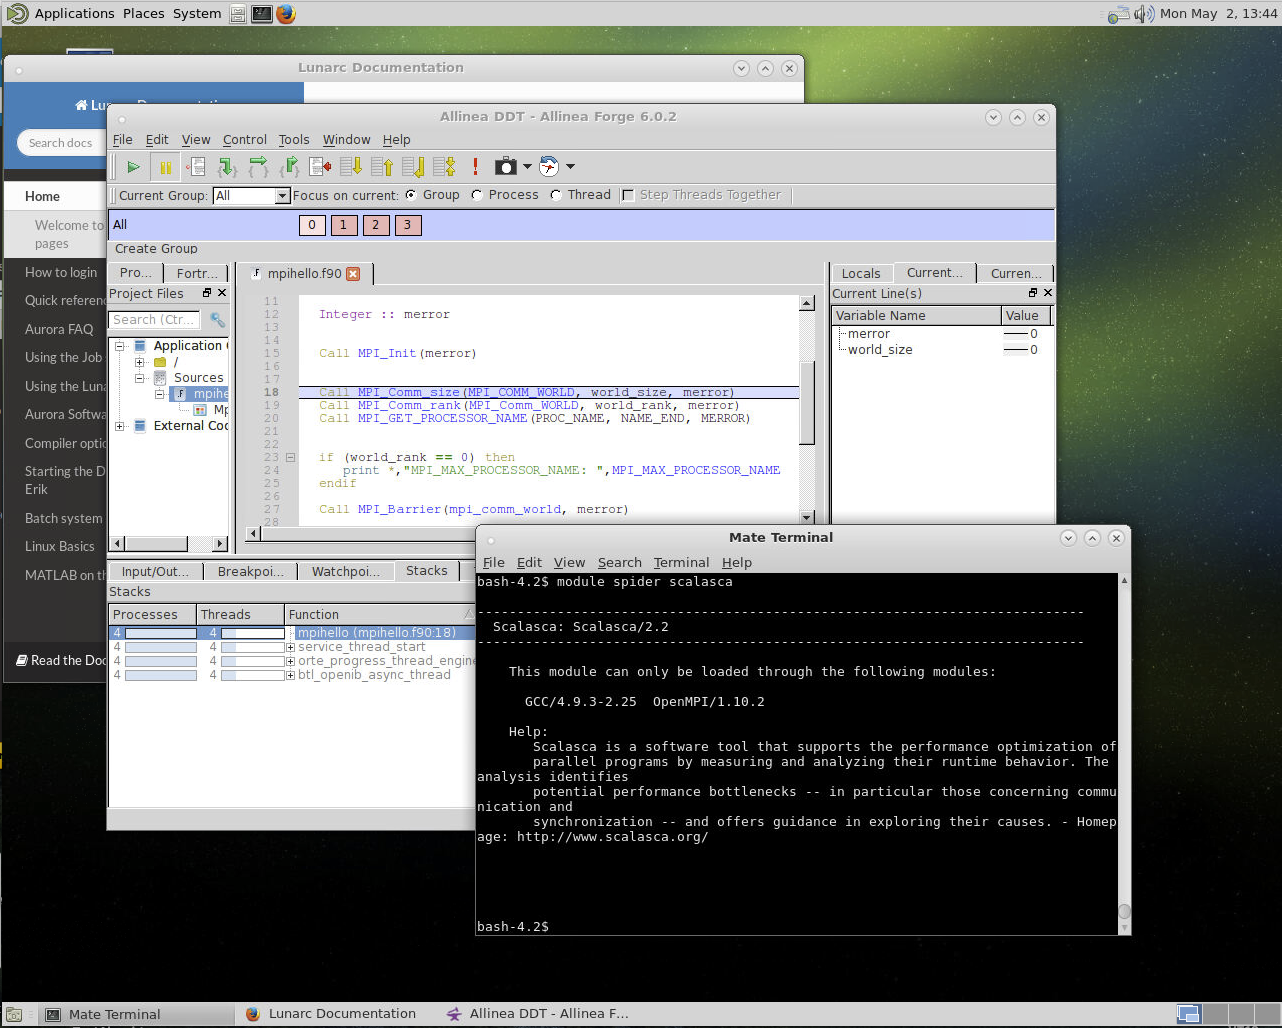 Applications Places System
Mon May 2, 13:44
Lunarc Documentation
Search docs
Home
Welcome to
pages
How to login
Quick referen
Aurora FAQ
Using the Job
Using the Luna
Aurora Softwa
Compiler optio
Starting the D
Erik
Batch system
Linux Basics
MATLAB on th
Read the Doc
Allinea DDT - Allinea Forge 6.0.2
File Edit View Control Tools Window Help
Current Group: All Focus on current: Group Process Thread Step Threads Together
All 0 1 2 3
Create Group
Pro... Fortr...
Project Files
Search (Ctr...
Application
/
Sources
mpihe
Mp
External Coo
mpihello.f90
11
12 Integer :: merror
13
14
15 Call MPI_Init(merror)
16
17
18 Call MPI_Comm_size(MPI_COMM_WORLD, world_size, merror)
19 Call MPI_Comm_rank(MPI_Comm_WORLD, world_rank, merror)
20 Call MPI_GET_PROCESSOR_NAME(PROC_NAME, NAME_END, MERROR)
21
22
23 if (world_rank == 0) then
24 print *,"MPI_MAX_PROCESSOR_NAME: ",MPI_MAX_PROCESSOR_NAME
25 endif
26
27 Call MPI_Barrier(mpi_comm_world, merror)
28
Locals Current... Curren...
Current Line(s)
Variable Name Value
merror 0
world_size 0
Input/Out... Breakpoi... Watchpoi... Stacks
Stacks
Processes Threads Function
4 4 mpihello (mpihello.f90:18)
4 4 service_thread_start
4 4 orte_progress_thread_engine
4 4 btl_openib_async_thread
Mate Terminal
File Edit View Search Terminal Help
bash-4.2$ module spider scalasca
----------------------------------------------------------------------------
Scalasca: Scalasca/2.2
----------------------------------------------------------------------------
This module can only be loaded through the following modules:
GCC/4.9.3-2.25 OpenMPI/1.10.2
Help:
Scalasca is a software tool that supports the performance optimization of
parallel programs by measuring and analyzing their runtime behavior. The
analysis identifies
potential performance bottlenecks -- in particular those concerning commu
nication and
synchronization -- and offers guidance in exploring their causes. - Homep
age: http://www.scalasca.org/
bash-4.2$
Mate Terminal
Lunarc Documentation
Allinea DDT - Allinea F...